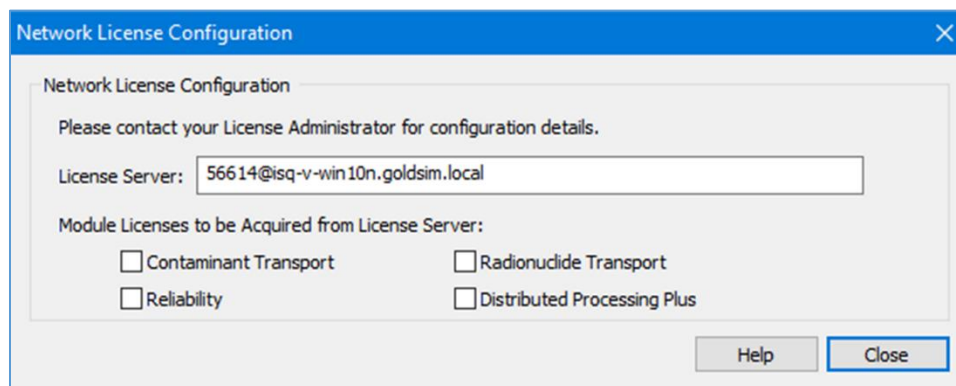 Network License Configuration
Network License Configuration
Please contact your License Administrator for configuration details.
License Server: 56614@isq-v-win10n.goldsim.local
Module Licenses to be Acquired from License Server:
Contaminant Transport Radionuclide Transport
Reliability Distributed Processing Plus
Help Close